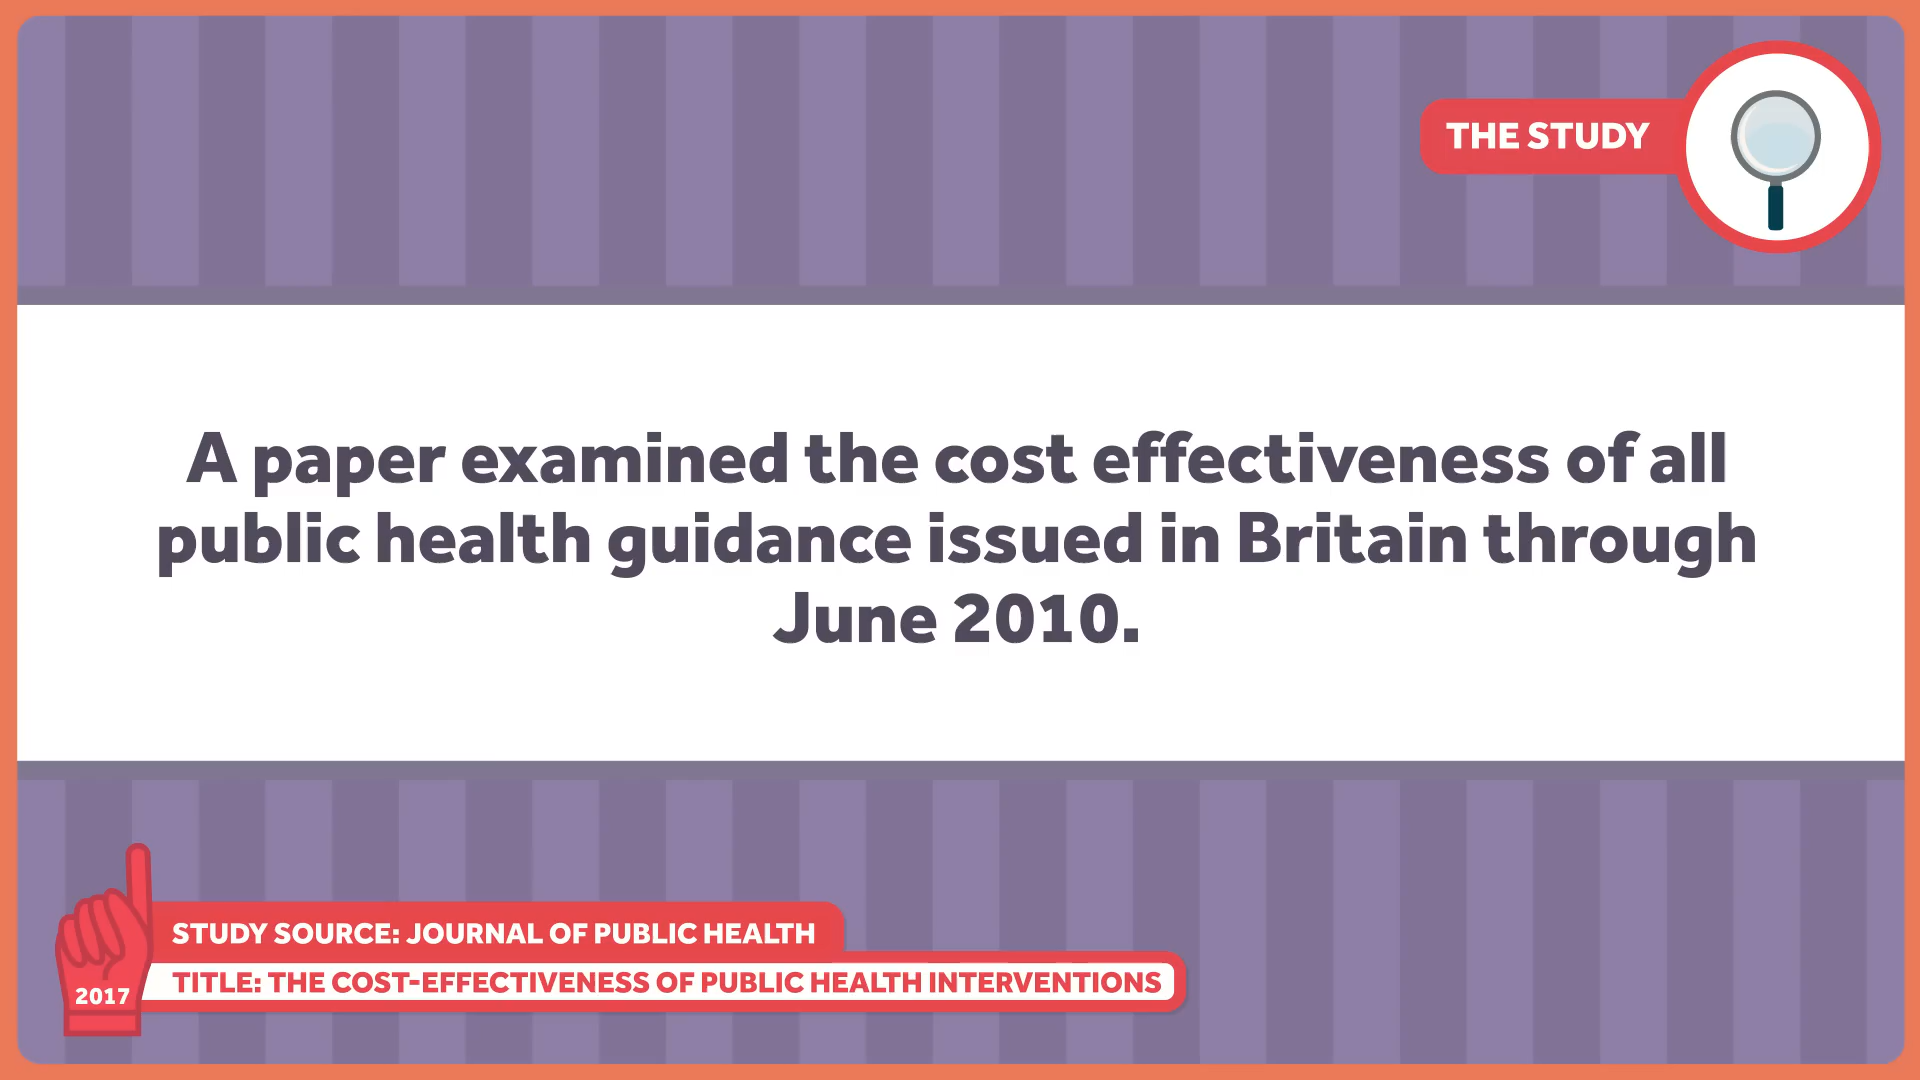 THE STUDY
A paper examined the cost effectiveness of all
public health guidance issued in Britain through
June 2010.
STUDY SOURCE: JOURNAL OF PUBLIC HEALTH
TITLE: THE COST-EFFECTIVENESS OF PUBLIC HEALTH INTERVENTIONS
2017